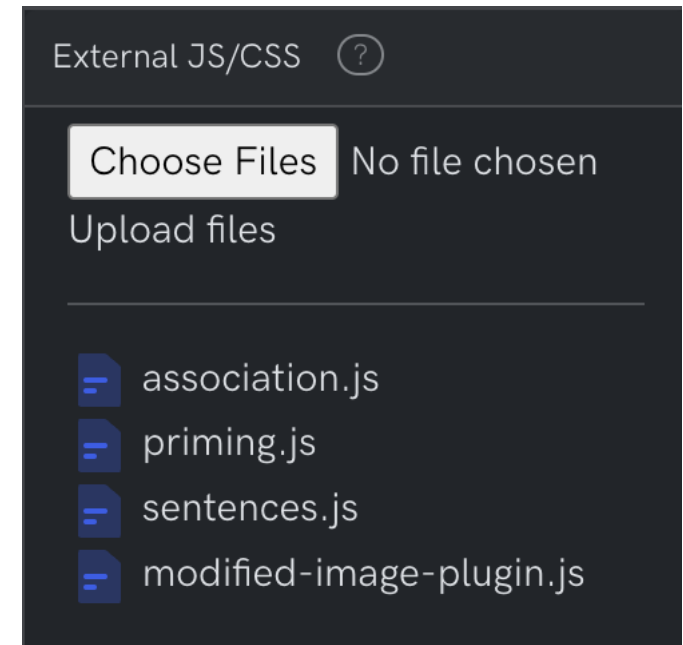 External JS/CSS ?
Choose Files No file chosen
Upload files
association.js
priming.js
sentences.js
modified-image-plugin.js